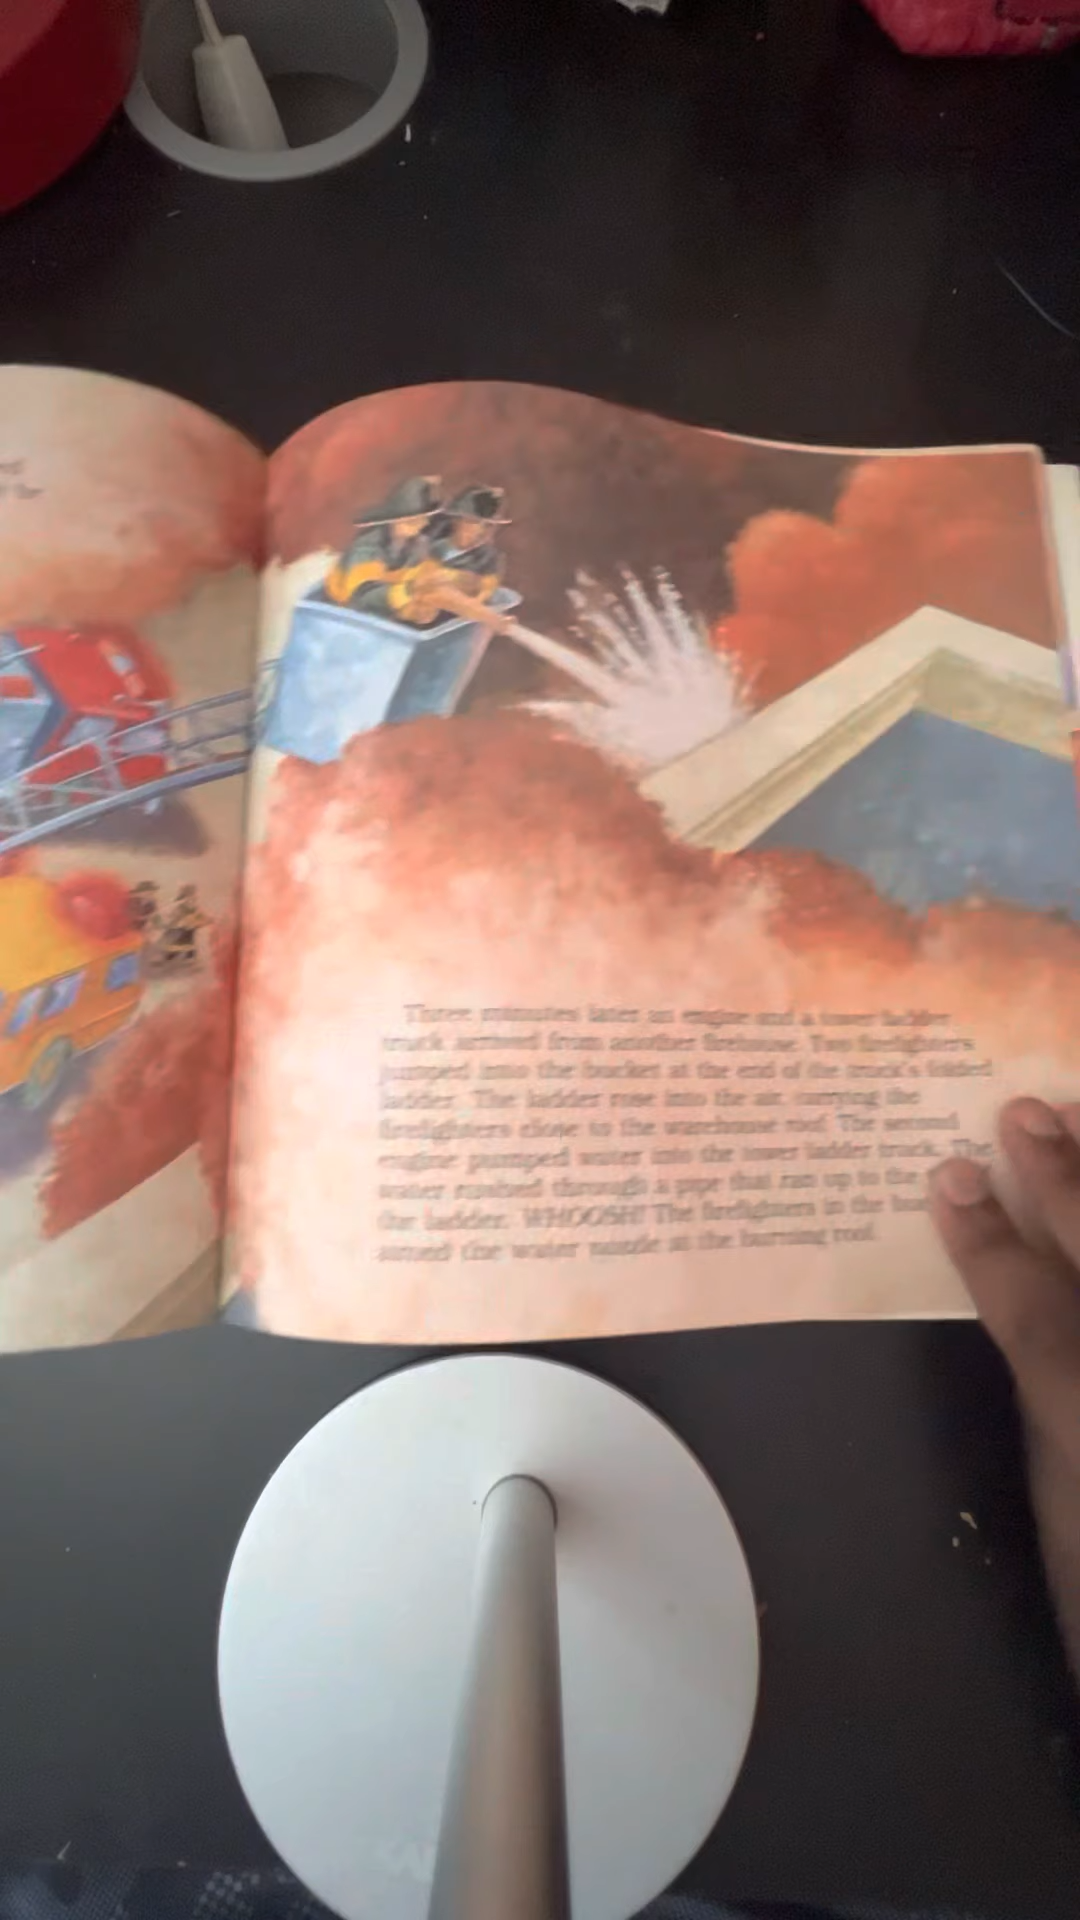 Three minutes later an engine and a tower ladder
truck arrived from another firehouse. Two firefighters
jumped into the bucket at the end of the truck's folded
ladder. The ladder rose into the air, carrying the
firefighters close to the warehouse roof. The second
engine pumped water into the tower ladder truck. The
water rushed through a pipe that ran up to the
the ladder. WHOOSH! The firefighters in the
aimed the water nozzle at the burning roof.